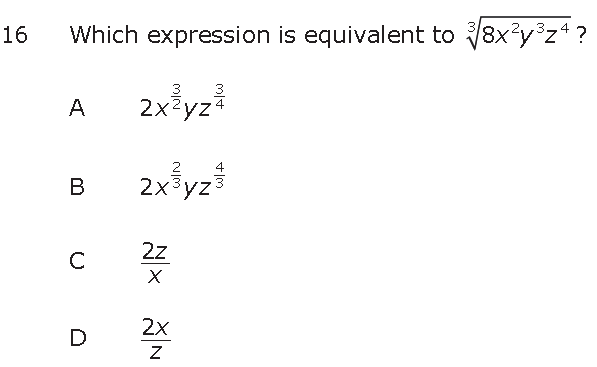 16 Which expression is equivalent to ∛(8x²y³z⁴) ?
A 2x^(3/2)yz^(3/4)
B 2x^(2/3)yz^(4/3)
C 2z/x
D 2x/z